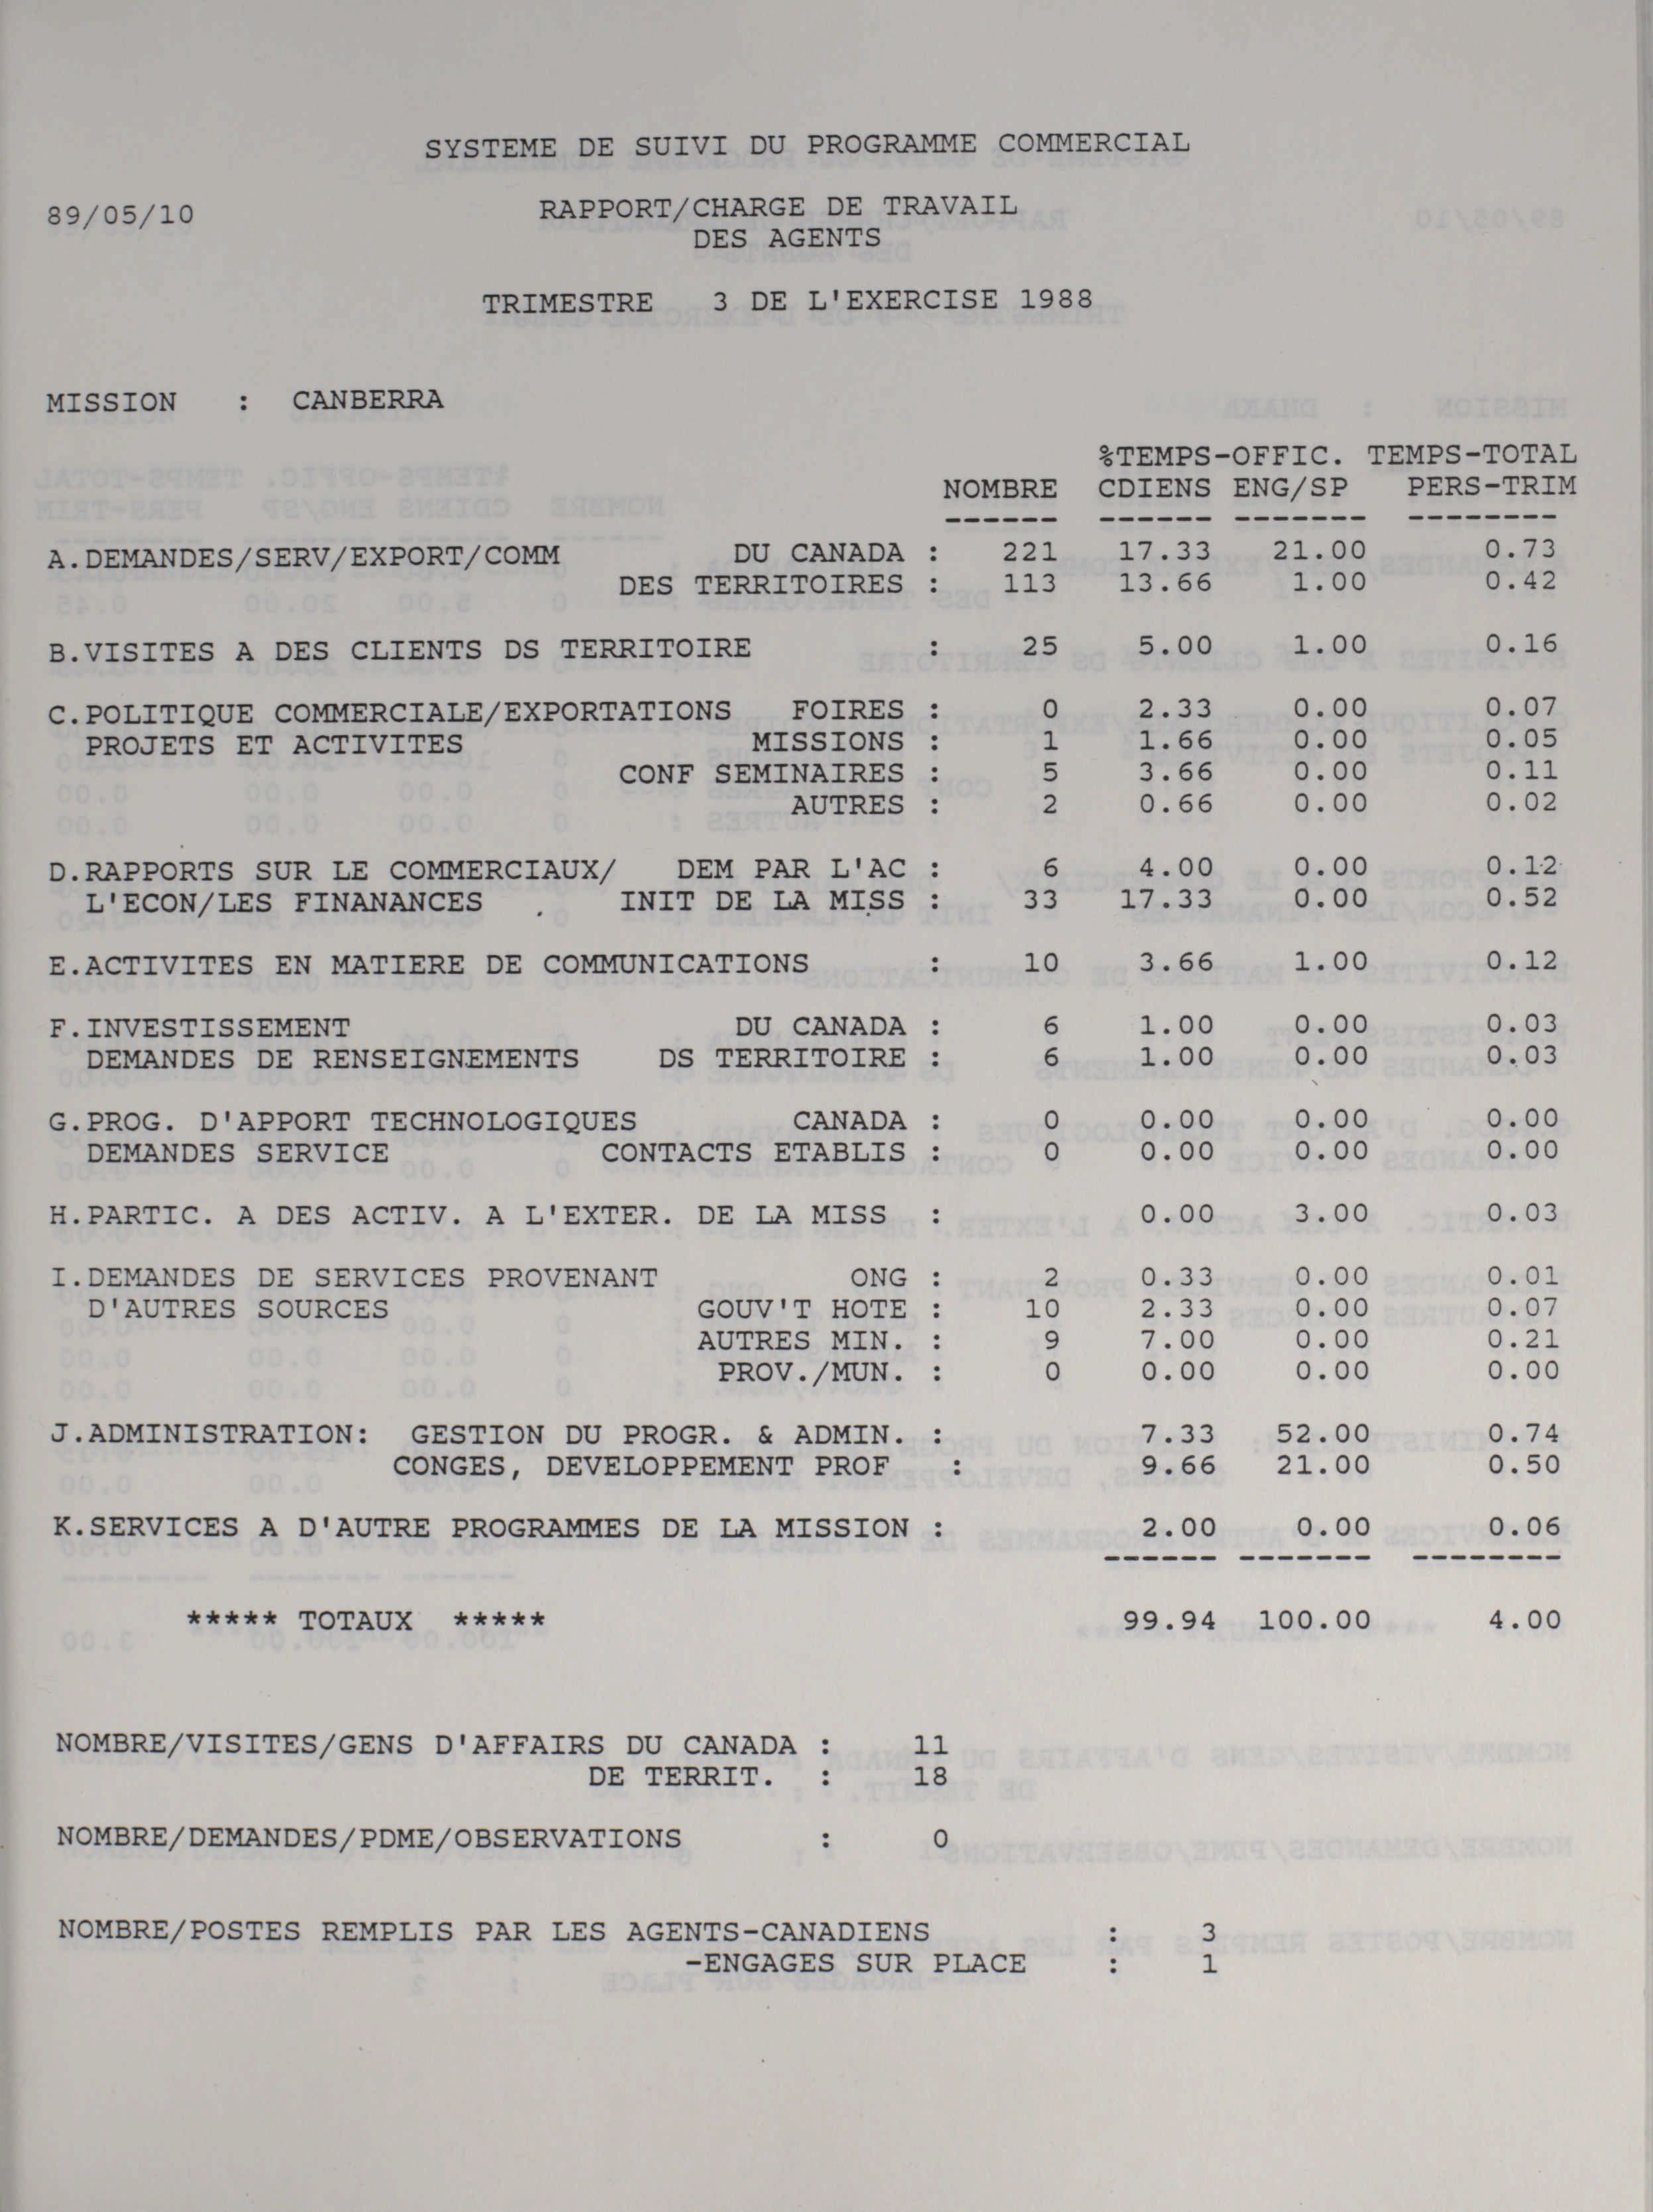 SYSTEME DE SUIVI DU PROGRAMME COMMERCIAL
89/05/10 RAPPORT/CHARGE DE TRAVAIL
DES AGENTS
TRIMESTRE 3 DE L'EXERCISE 1988
MISSION : CANBERRA
%TEMPS-OFFIC. TEMPS-TOTAL
NOMBRE CDIENS ENG/SP PERS-TRIM
------ ------ ------- --------
A.DEMANDES/SERV/EXPORT/COMM DU CANADA : 221 17.33 21.00 0.73
DES TERRITOIRES : 113 13.66 1.00 0.42
B.VISITES A DES CLIENTS DS TERRITOIRE : 25 5.00 1.00 0.16
C.POLITIQUE COMMERCIALE/EXPORTATIONS FOIRES : 0 2.33 0.00 0.07
PROJETS ET ACTIVITES MISSIONS : 1 1.66 0.00 0.05
CONF SEMINAIRES : 5 3.66 0.00 0.11
AUTRES : 2 0.66 0.00 0.02
D.RAPPORTS SUR LE COMMERCIAUX/ DEM PAR L'AC : 6 4.00 0.00 0.12
L'ECON/LES FINANANCES INIT DE LA MISS : 33 17.33 0.00 0.52
E.ACTIVITES EN MATIERE DE COMMUNICATIONS : 10 3.66 1.00 0.12
F.INVESTISSEMENT DU CANADA : 6 1.00 0.00 0.03
DEMANDES DE RENSEIGNEMENTS DS TERRITOIRE : 6 1.00 0.00 0.03
G.PROG. D'APPORT TECHNOLOGIQUES CANADA : 0 0.00 0.00 0.00
DEMANDES SERVICE CONTACTS ETABLIS : 0 0.00 0.00 0.00
H.PARTIC. A DES ACTIV. A L'EXTER. DE LA MISS : 0.00 3.00 0.03
I.DEMANDES DE SERVICES PROVENANT ONG : 2 0.33 0.00 0.01
D'AUTRES SOURCES GOUV'T HOTE : 10 2.33 0.00 0.07
AUTRES MIN. : 9 7.00 0.00 0.21
PROV./MUN. : 0 0.00 0.00 0.00
J.ADMINISTRATION: GESTION DU PROGR. & ADMIN. : 7.33 52.00 0.74
CONGES, DEVELOPPEMENT PROF : 9.66 21.00 0.50
K.SERVICES A D'AUTRE PROGRAMMES DE LA MISSION : 2.00 0.00 0.06
------ ------- --------
***** TOTAUX ***** 99.94 100.00 4.00
NOMBRE/VISITES/GENS D'AFFAIRS DU CANADA : 11
DE TERRIT. : 18
NOMBRE/DEMANDES/PDME/OBSERVATIONS : 0
NOMBRE/POSTES REMPLIS PAR LES AGENTS-CANADIENS : 3
-ENGAGES SUR PLACE : 1